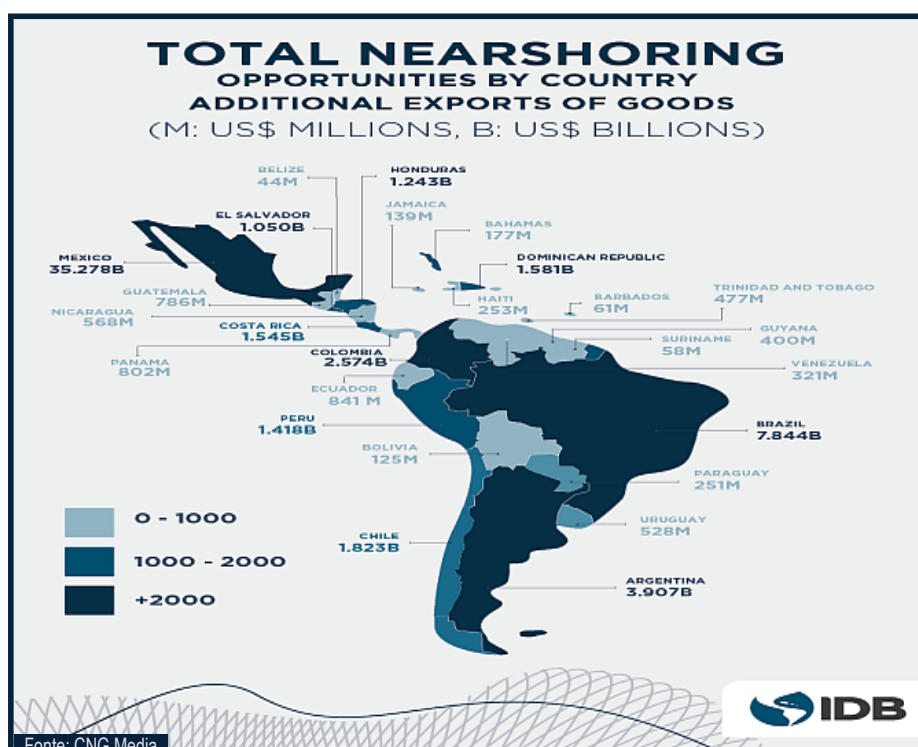 TOTAL NEARSHORING
OPPORTUNITIES BY COUNTRY
ADDITIONAL EXPORTS OF GOODS
(M: US$ MILLIONS, B: US$ BILLIONS)
BELIZE
44M
HONDURAS
1.243B
JAMAICA
139M
EL SALVADOR
1.050B
BAHAMAS
177M
MEXICO
35.278B
DOMINICAN REPUBLIC
1.581B
GUATEMALA
786M
HAITI
253M
BARBADOS
61M
TRINIDAD AND TOBAGO
477M
NICARAGUA
568M
COSTA RICA
1.545B
GUYANA
400M
SURINAME
58M
PANAMA
802M
COLOMBIA
2.574B
VENEZUELA
321M
ECUADOR
841 M
PERU
1.418B
BRAZIL
7.844B
BOLIVIA
125M
PARAGUAY
251M
URUGUAY
528M
CHILE
1.823B
ARGENTINA
3.907B
0 - 1000
1000 - 2000
+2000
IDB
Fonte: CNG Media